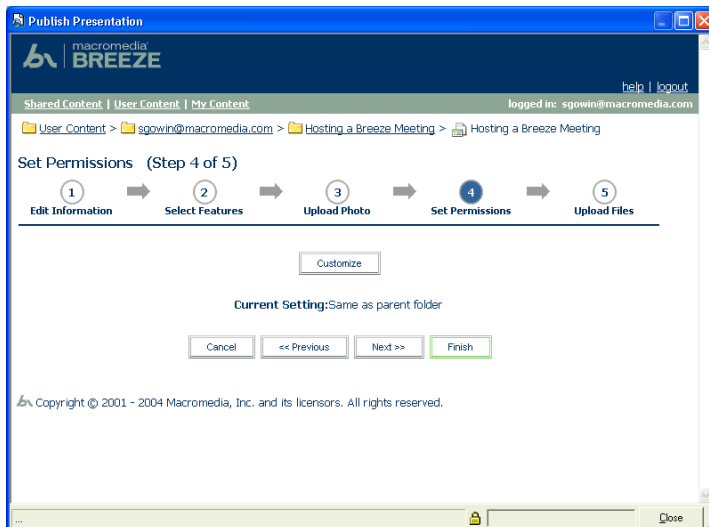 Publish Presentation
macromedia®
BREEZE
help | logout
Shared Content | User Content | My Content logged in: sgowin@macromedia.com
User Content > sgowin@macromedia.com > Hosting a Breeze Meeting > Hosting a Breeze Meeting
Set Permissions (Step 4 of 5)
1 2 3 4 5
Edit Information Select Features Upload Photo Set Permissions Upload Files
Customize
Current Setting:Same as parent folder
Cancel << Previous Next >> Finish
Copyright © 2001 - 2004 Macromedia, Inc. and its licensors. All rights reserved.
... Close